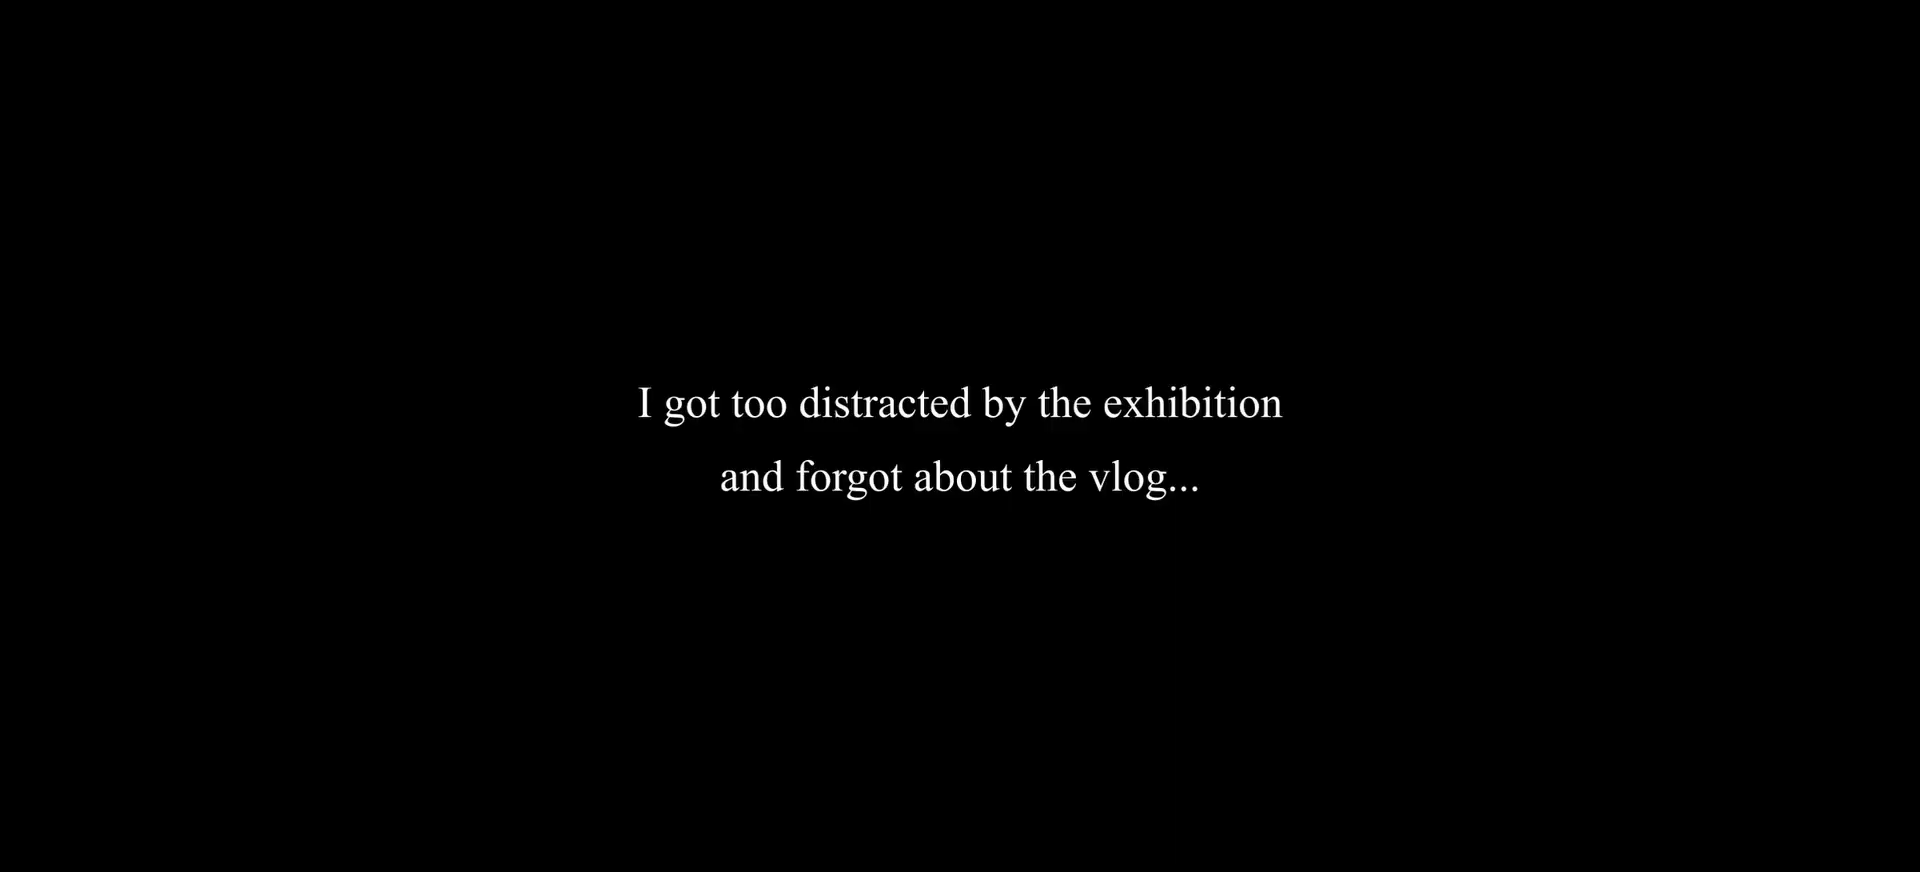 I got too distracted by the exhibition
and forgot about the vlog...